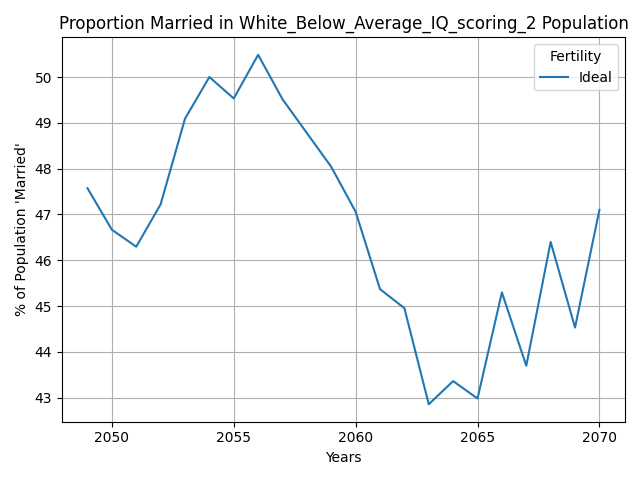 Proportion Married in White_Below_Average_IQ_scoring_2 Population
Fertility
Ideal
% of Population 'Married'
50
49
48
47
46
45
44
43
2050 2055 2060 2065 2070
Years